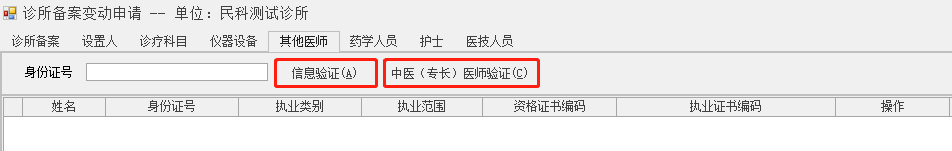 诊所备案变动申请 -- 单位：民科测试诊所
诊所备案 设置人 诊疗科目 仪器设备 其他医师 药学人员 护士 医技人员
身份证号 信息验证(A) 中医（专长）医师验证(C)
姓名 身份证号 执业类别 执业范围 资格证书编码 执业证书编码 操作